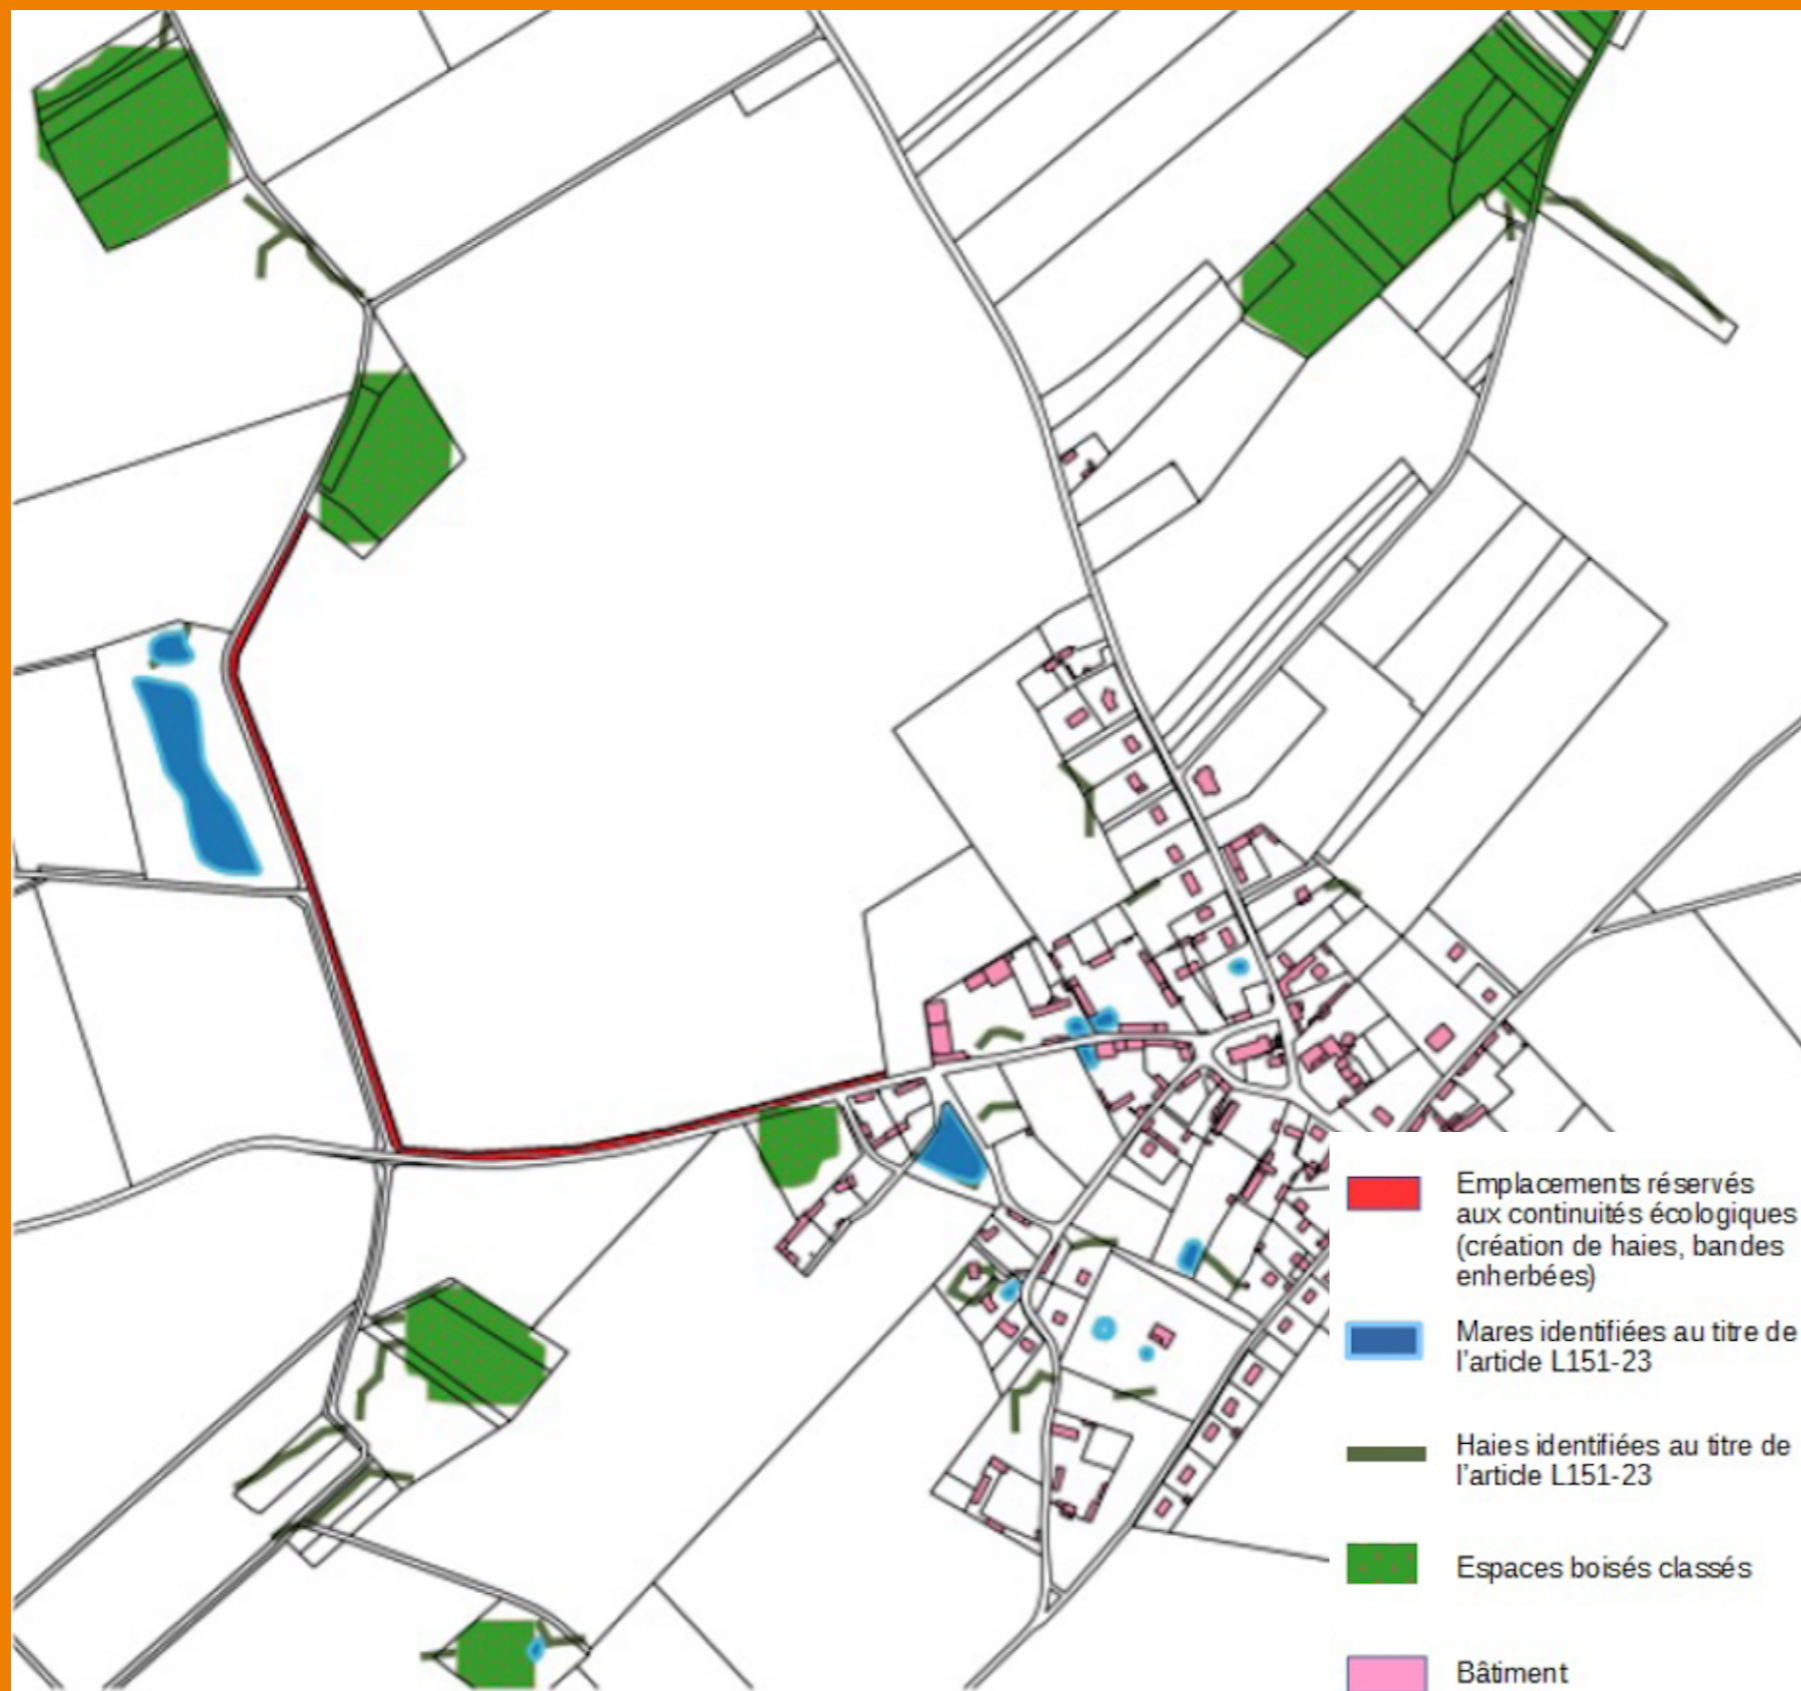 Emplacements réservés
aux continuités écologiques
(création de haies, bandes
enherbées)
Mares identifiées au titre de
l'article L151-23
Haies identifiées au titre de
l'article L151-23
Espaces boisés classés
Bâtiment